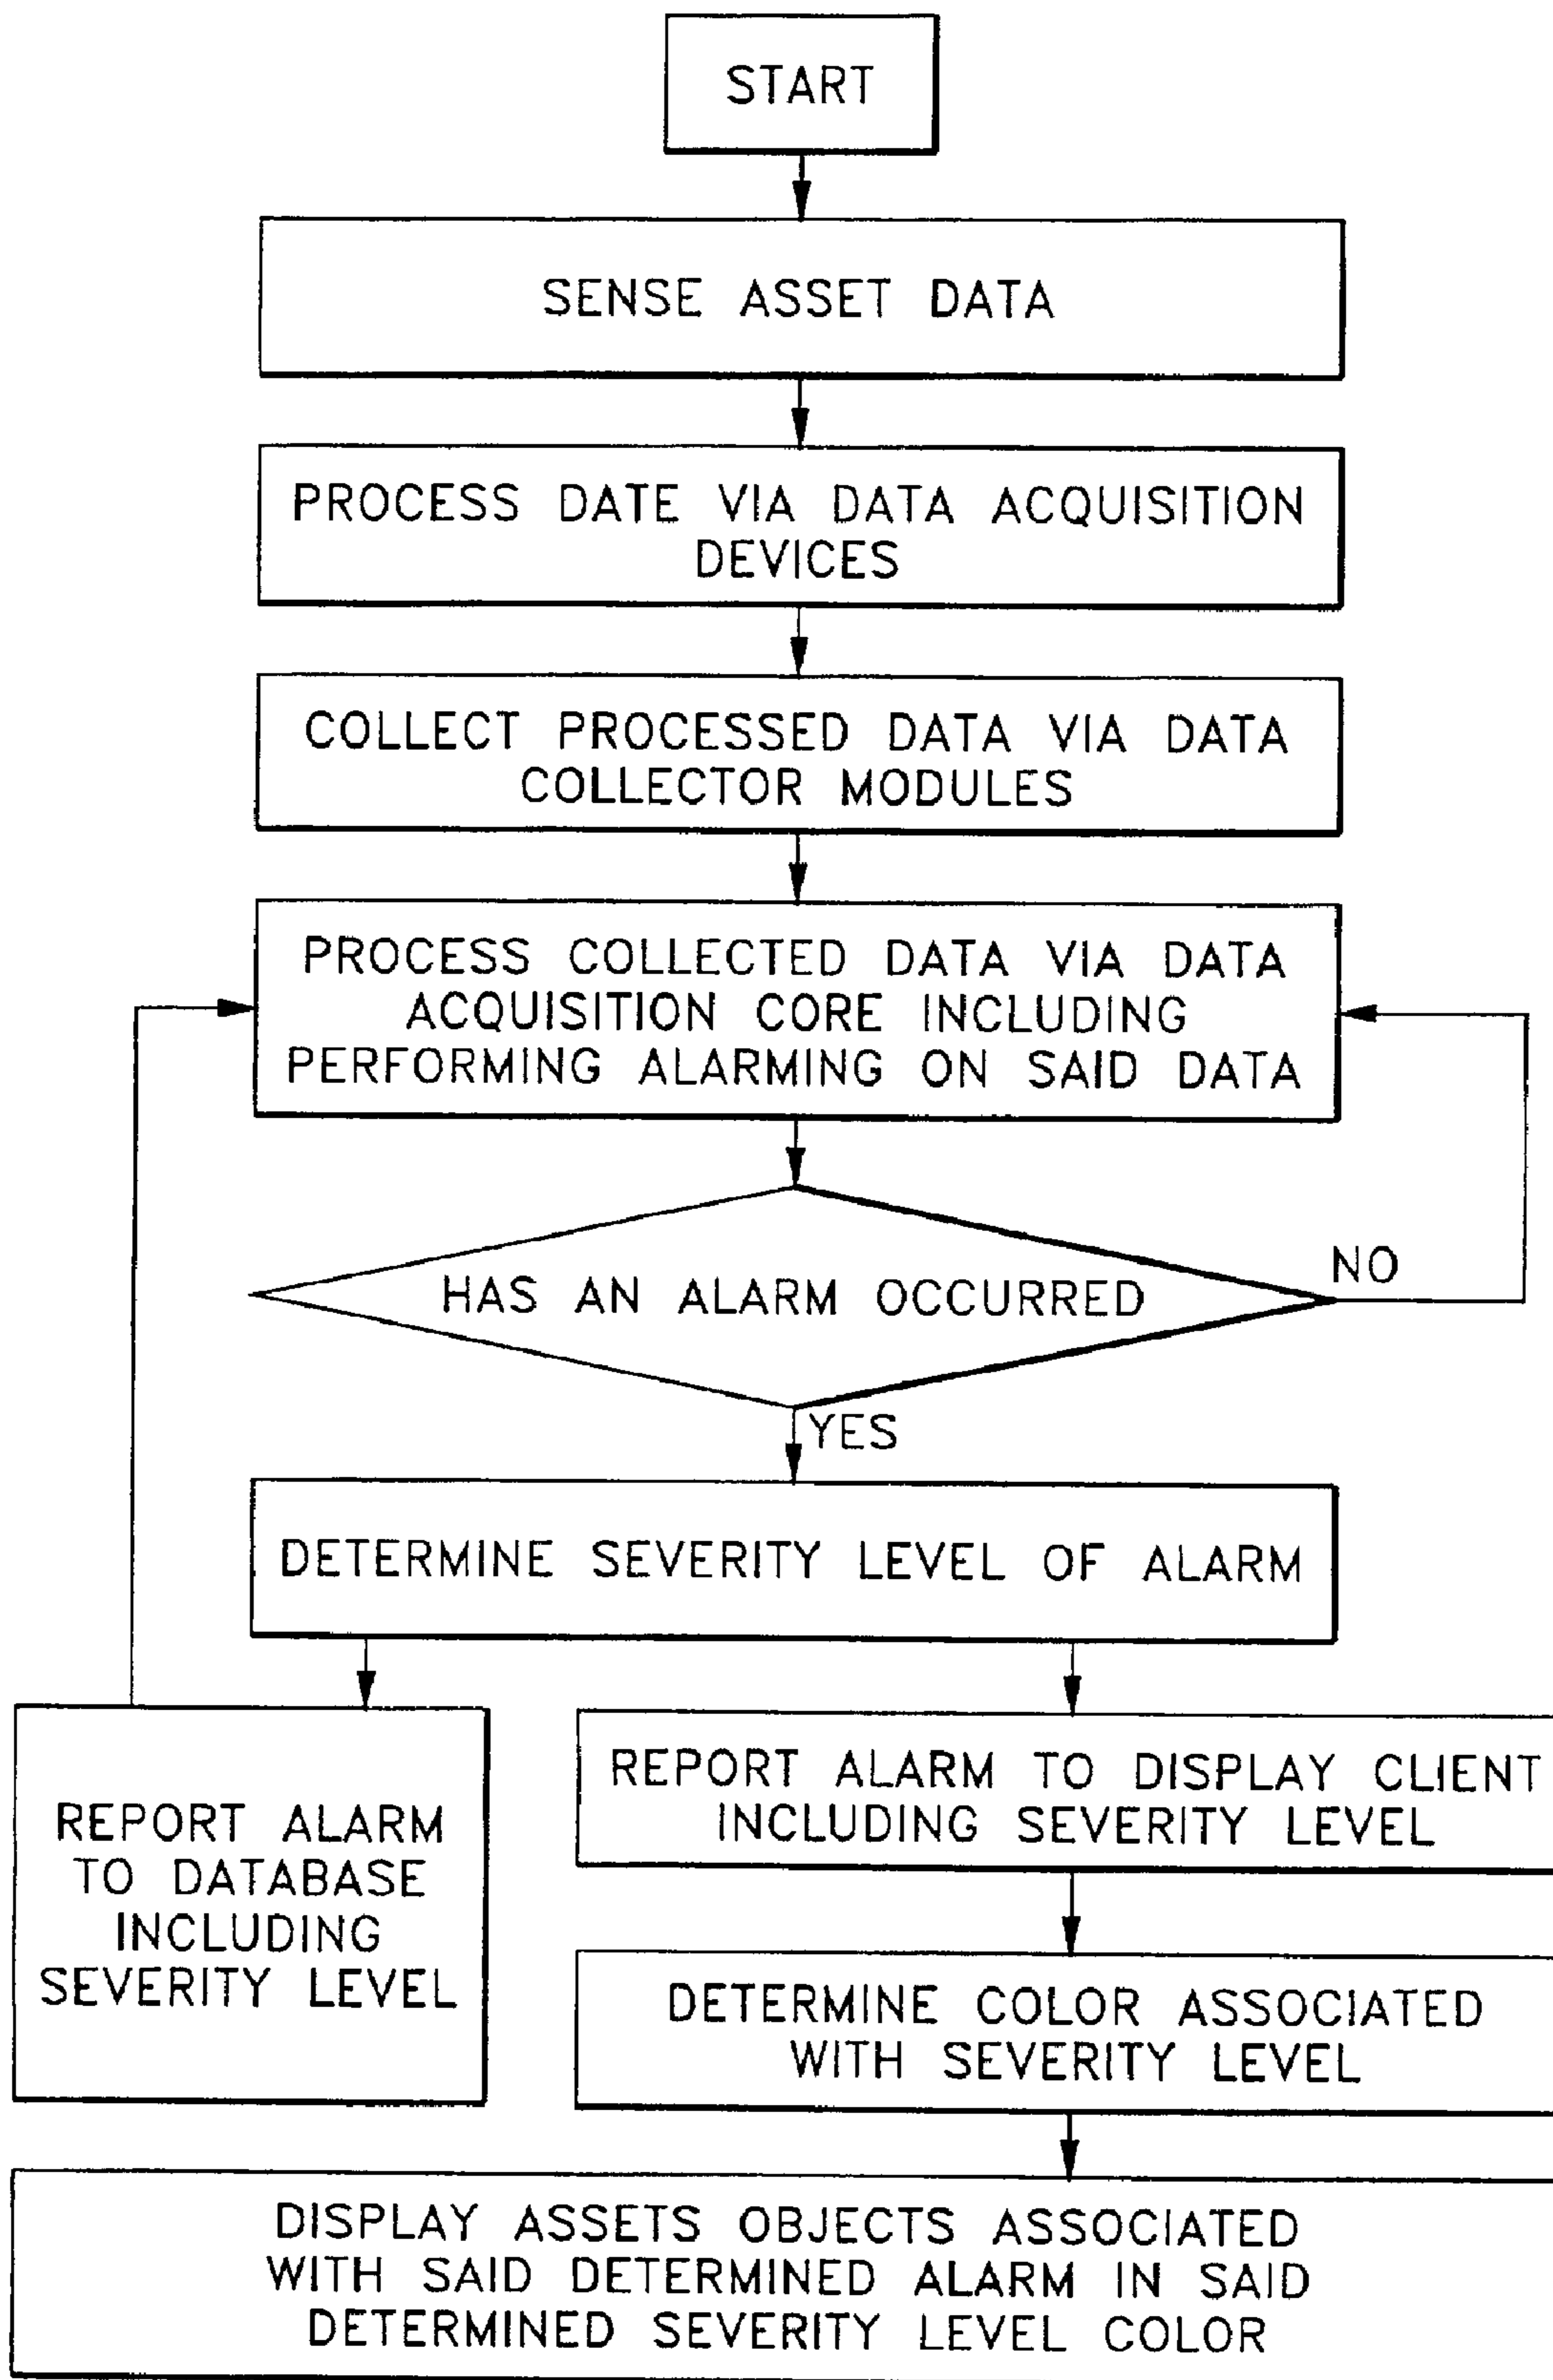 START
SENSE ASSET DATA
PROCESS DATE VIA DATA ACQUISITION
DEVICES
COLLECT PROCESSED DATA VIA DATA
COLLECTOR MODULES
PROCESS COLLECTED DATA VIA DATA
ACQUISITION CORE INCLUDING
PERFORMING ALARMING ON SAID DATA
HAS AN ALARM OCCURRED
NO
YES
DETERMINE SEVERITY LEVEL OF ALARM
REPORT ALARM
TO DATABASE
INCLUDING
SEVERITY LEVEL
REPORT ALARM TO DISPLAY CLIENT
INCLUDING SEVERITY LEVEL
DETERMINE COLOR ASSOCIATED
WITH SEVERITY LEVEL
DISPLAY ASSETS OBJECTS ASSOCIATED
WITH SAID DETERMINED ALARM IN SAID
DETERMINED SEVERITY LEVEL COLOR